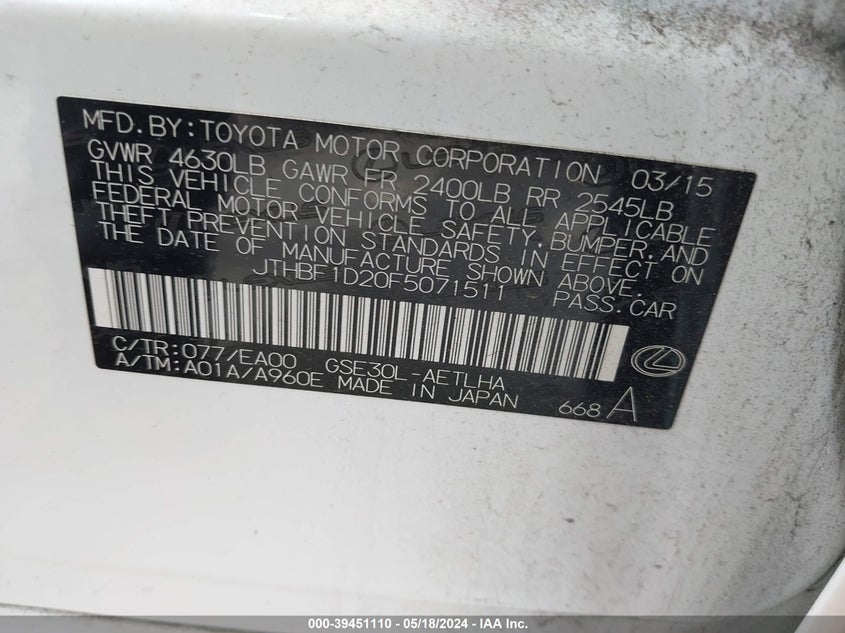 MFD.BY:TOYOTA MOTOR CORPORATION 03/15
GVWR 4630LB GAWR FR 2400LB RR 2545LB
THIS VEHICLE CONFORMS TO ALL APPLICABLE
FEDERAL MOTOR VEHICLE SAFETY,BUMPER,AND
THEFT PREVENTION STANDARDS IN EFFECT ON
THE DATE OF MANUFACTURE SHOWN ABOVE.
JTHBF1D20F5071511 PASS.CAR
C/TR:077/EA00 GSE30L-AETLHA
A/TM:A01A/A960E MADE IN JAPAN
668 A
000-39451110 - 05/18/2024 - IAA Inc.